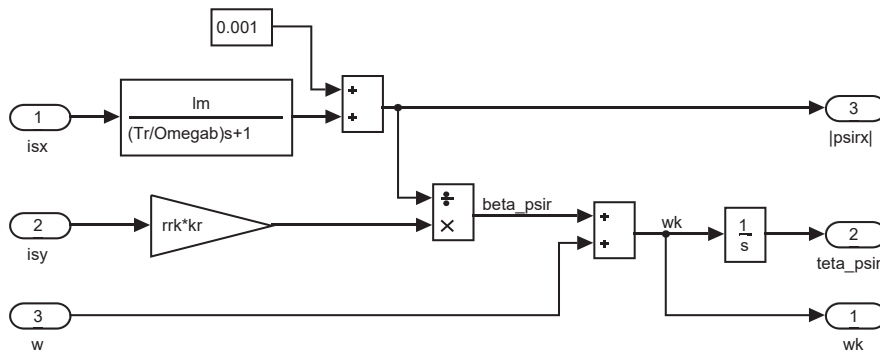 0.001
lm
(Tr/Omegab)s+1
1
isx
+
+
3
|psirx|
2
isy
rrk*kr
÷
×
beta_psir
+
+
wk
1
s
2
teta_psir
3
w
1
wk